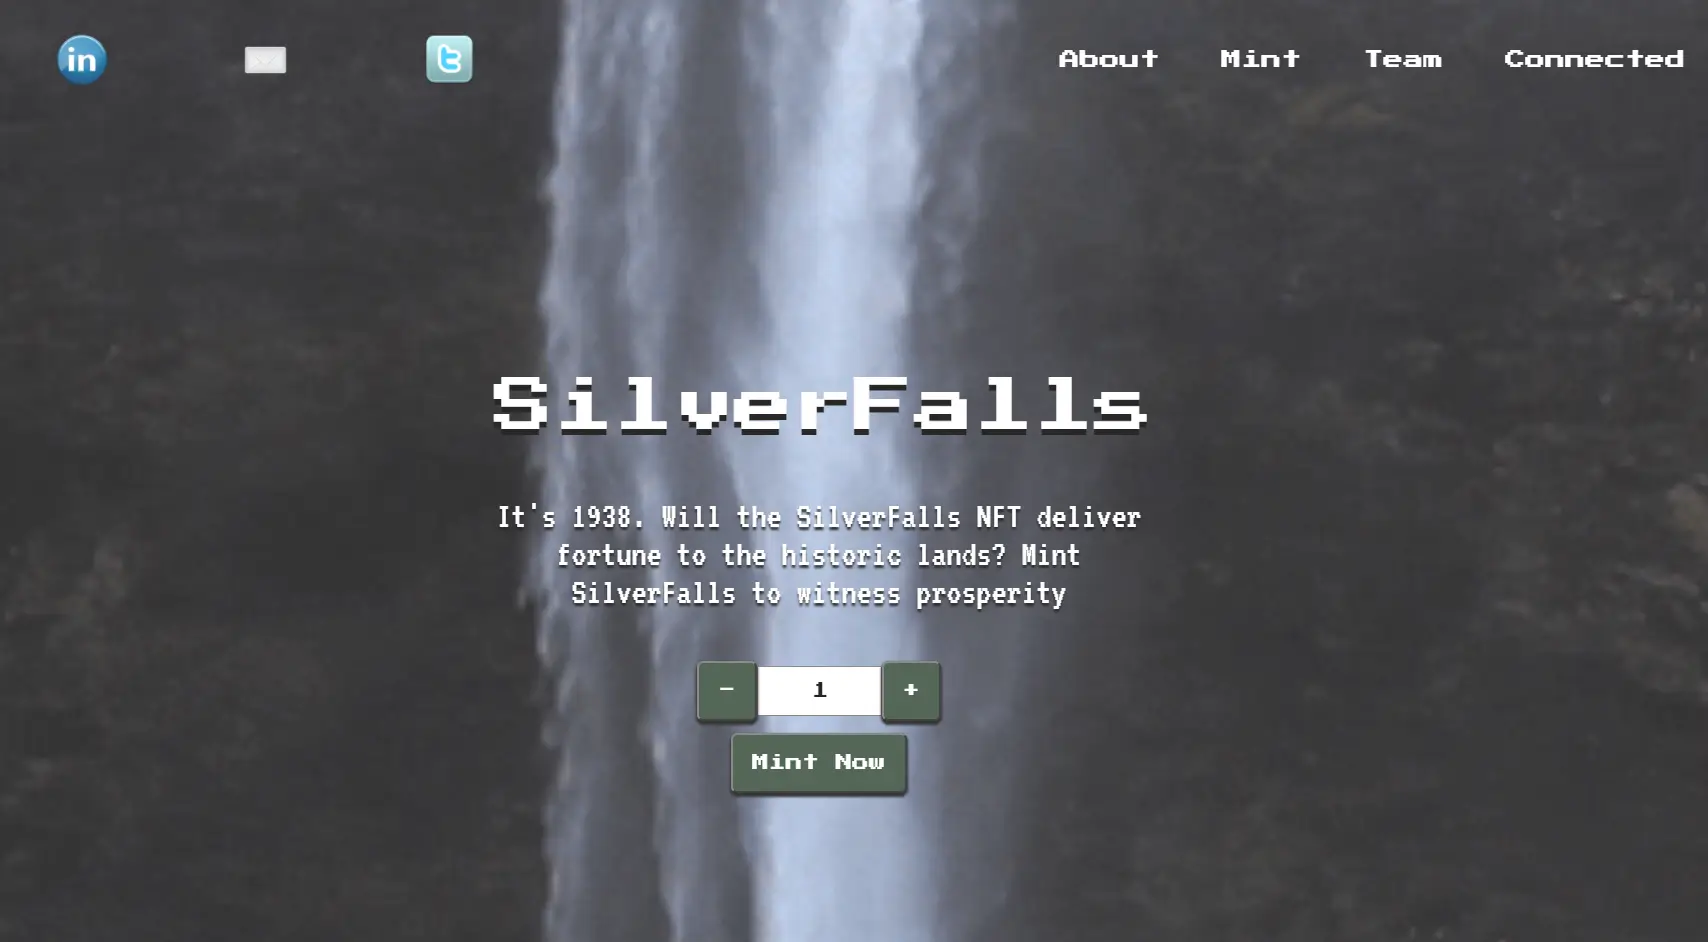 in
About Mint Team Connected
SilverFalls
It's 1938. Will the SilverFalls NFT deliver
fortune to the historic lands? Mint
SilverFalls to witness prosperity
- 1 +
Mint Now